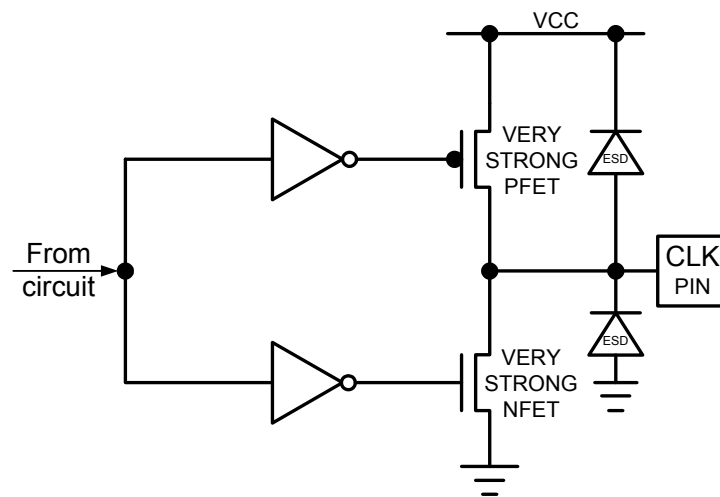 VCC
VERY
STRONG
PFET
ESD
From
circuit
CLK
PIN
ESD
VERY
STRONG
NFET